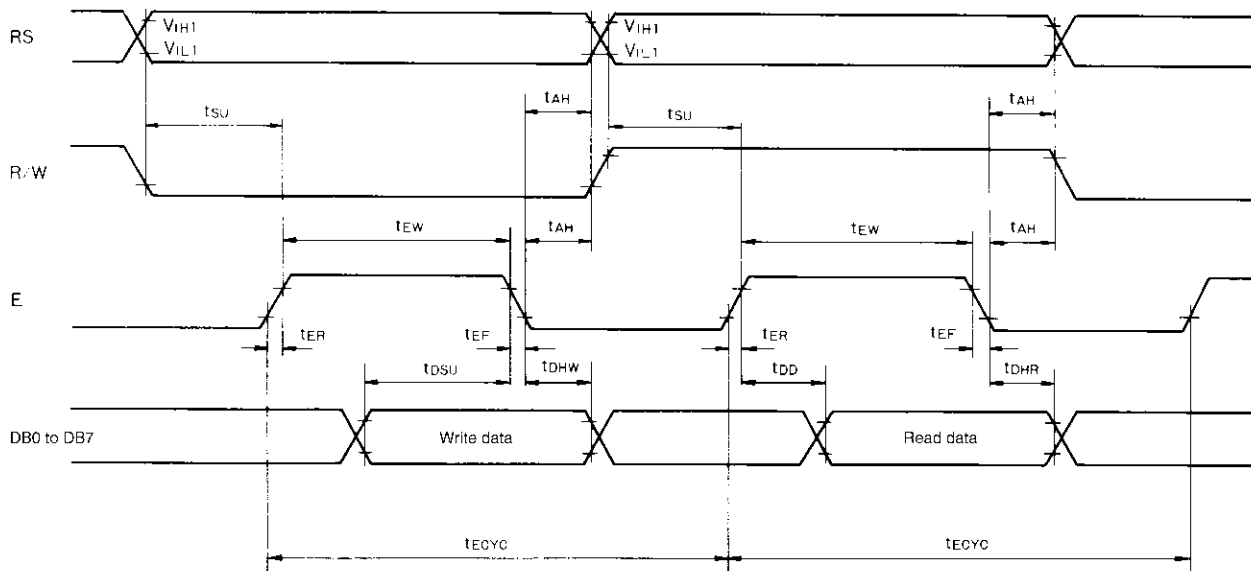 RS
VIH1
VIL1
VIH1
VIL1
tSU
tAH
tSU
tAH
R/W
tEW
tAH
tEW
tAH
E
tER
tEF
tER
tEF
tDSU
tDHW
tDD
tDHR
DB0 to DB7
Write data
Read data
tECYC
tECYC